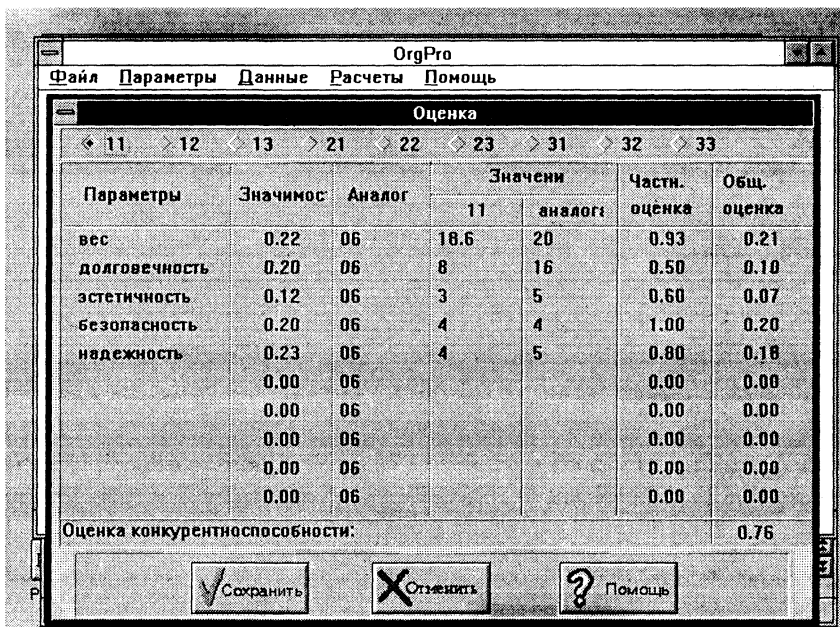 OrgPro
Файл Параметры Данные Расчеты Помощь
Оценка
11 12 13 21 22 23 31 32 33
Параметры Значимос Аналог Значени Частн. оценка Общ. оценка
11 аналога
вес 0.22 06 18.6 20 0.93 0.21
долговечность 0.20 06 8 16 0.50 0.10
эстетичность 0.12 06 3 5 0.60 0.07
безопасность 0.20 06 4 4 1.00 0.20
надежность 0.23 06 4 5 0.80 0.18
0.00 06 0.00 0.00
0.00 06 0.00 0.00
0.00 06 0.00 0.00
0.00 06 0.00 0.00
0.00 06 0.00 0.00
Оценка конкурентноспособности: 0.76
Сохранить Отменить Помощь